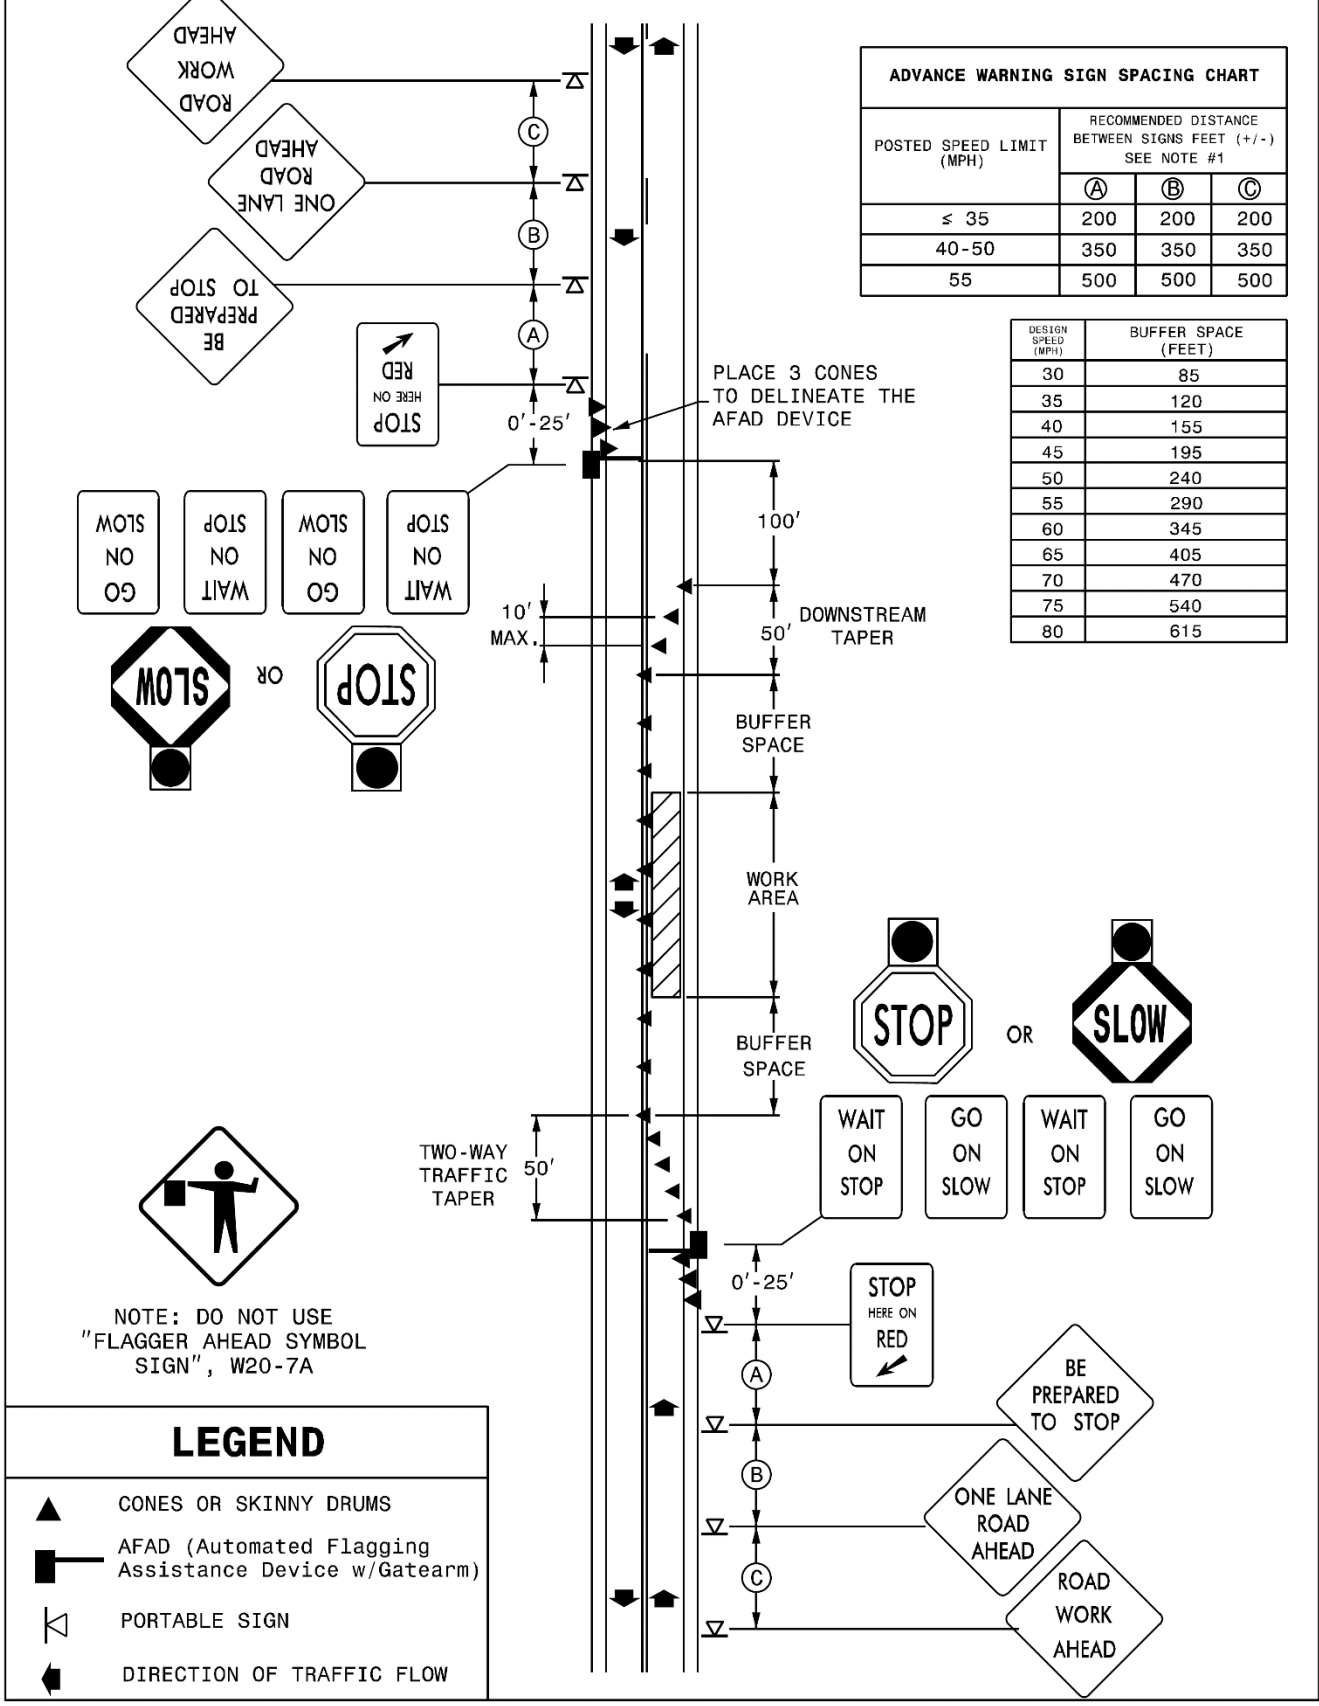 ROAD
WORK
AHEAD
ONE LANE
ROAD
AHEAD
BE
PREPARED
TO STOP
STOP
HERE ON
RED
C
B
A
0'-25'
PLACE 3 CONES
TO DELINEATE THE
AFAD DEVICE
ADVANCE WARNING SIGN SPACING CHART
POSTED SPEED LIMIT
(MPH)
RECOMMENDED DISTANCE
BETWEEN SIGNS FEET (+/-)
SEE NOTE #1
A B C
≤ 35 200 200 200
40-50 350 350 350
55 500 500 500
DESIGN
SPEED
(MPH)
BUFFER SPACE
(FEET)
30 85
35 120
40 155
45 195
50 240
55 290
60 345
65 405
70 470
75 540
80 615
GO
ON
SLOW
WAIT
ON
STOP
GO
ON
SLOW
WAIT
ON
STOP
SLOW
OR
STOP
100'
10'
MAX.
50'
DOWNSTREAM
TAPER
BUFFER
SPACE
WORK
AREA
BUFFER
SPACE
STOP
OR
SLOW
WAIT
ON
STOP
GO
ON
SLOW
WAIT
ON
STOP
GO
ON
SLOW
TWO-WAY
TRAFFIC
TAPER
50'
0'-25'
STOP
HERE ON
RED
A
B
C
BE
PREPARED
TO STOP
ONE LANE
ROAD
AHEAD
ROAD
WORK
AHEAD
NOTE: DO NOT USE
"FLAGGER AHEAD SYMBOL
SIGN", W20-7A
LEGEND
CONES OR SKINNY DRUMS
AFAD (Automated Flagging
Assistance Device w/Gatearm)
PORTABLE SIGN
DIRECTION OF TRAFFIC FLOW